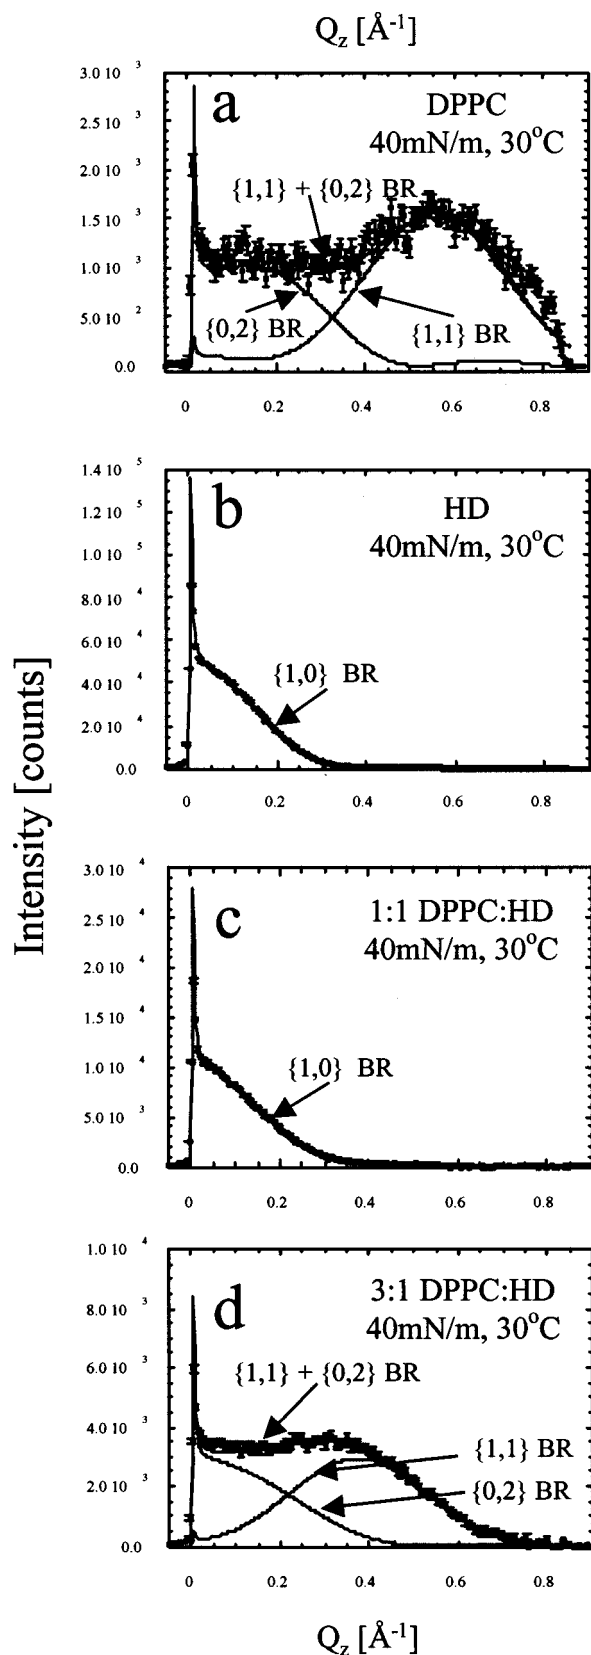 Q_z [Å^-1]
3.0 10^3
2.5 10^3
2.0 10^3
1.5 10^3
1.0 10^3
5.0 10^2
0.0
a
DPPC
40mN/m, 30°C
{1,1} + {0,2} BR
{0,2} BR
{1,1} BR
0 0.2 0.4 0.6 0.8
1.4 10^5
1.2 10^5
1.0 10^5
8.0 10^4
6.0 10^4
4.0 10^4
2.0 10^4
0.0
b
HD
40mN/m, 30°C
{1,0} BR
0 0.2 0.4 0.6 0.8
Intensity [counts]
3.0 10^4
2.5 10^4
2.0 10^4
1.5 10^4
1.0 10^4
5.0 10^3
0.0
c
1:1 DPPC:HD
40mN/m, 30°C
{1,0} BR
0 0.2 0.4 0.6 0.8
1.0 10^4
8.0 10^3
6.0 10^3
4.0 10^3
2.0 10^3
0.0
d
3:1 DPPC:HD
40mN/m, 30°C
{1,1} + {0,2} BR
{1,1} BR
{0,2} BR
0 0.2 0.4 0.6 0.8
Q_z [Å^-1]